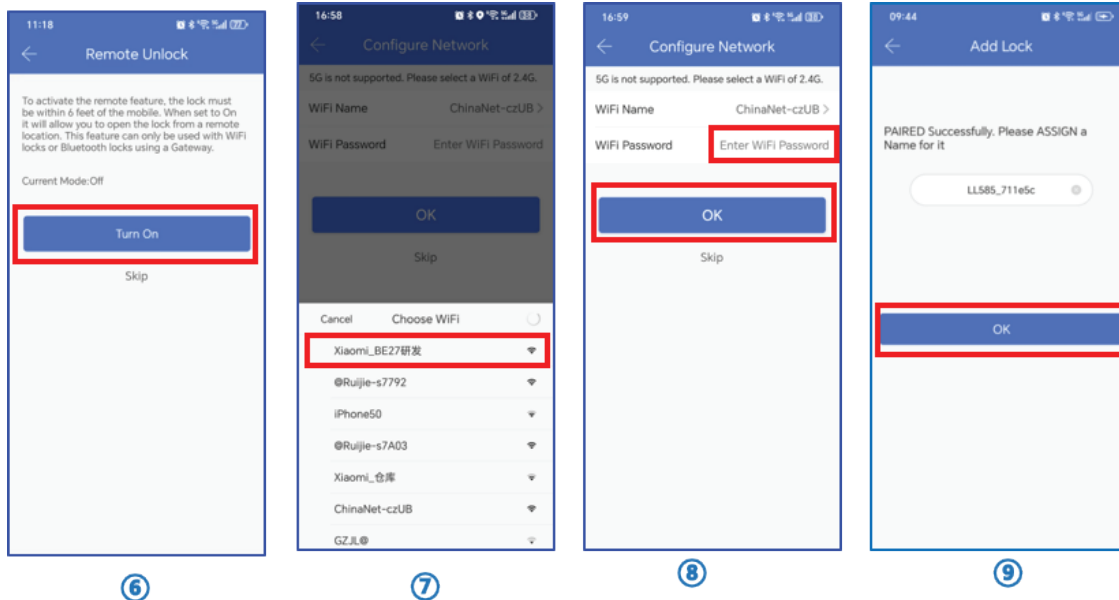 11:18
Remote Unlock
To activate the remote feature, the lock must
be within 6 feet of the mobile. When set to On
it will allow you to open the lock from a remote
location. This feature can only be used with WiFi
locks or Bluetooth locks using a Gateway.
Current Mode:Off
Turn On
Skip
⑥
16:58
Configure Network
5G is not supported. Please select a WiFi of 2.4G.
WiFi Name ChinaNet-czUB >
WiFi Password Enter WiFi Password
OK
Skip
Cancel Choose WiFi
Xiaomi_BE27研发
@Ruijie-s7792
iPhone50
@Ruijie-s7A03
Xiaomi_仓库
ChinaNet-czUB
GZJL@
⑦
16:59
Configure Network
5G is not supported. Please select a WiFi of 2.4G.
WiFi Name ChinaNet-czUB >
WiFi Password Enter WiFi Password
OK
Skip
⑧
09:44
Add Lock
PAIRED Successfully. Please ASSIGN a
Name for it
LL585_711e5c
OK
⑨